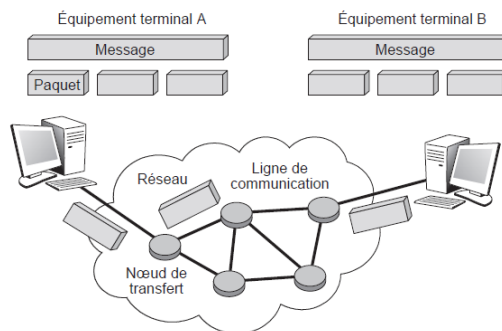 Équipement terminal A
Équipement terminal B
Message
Message
Paquet
Réseau
Ligne de
communication
Nœud de
transfert